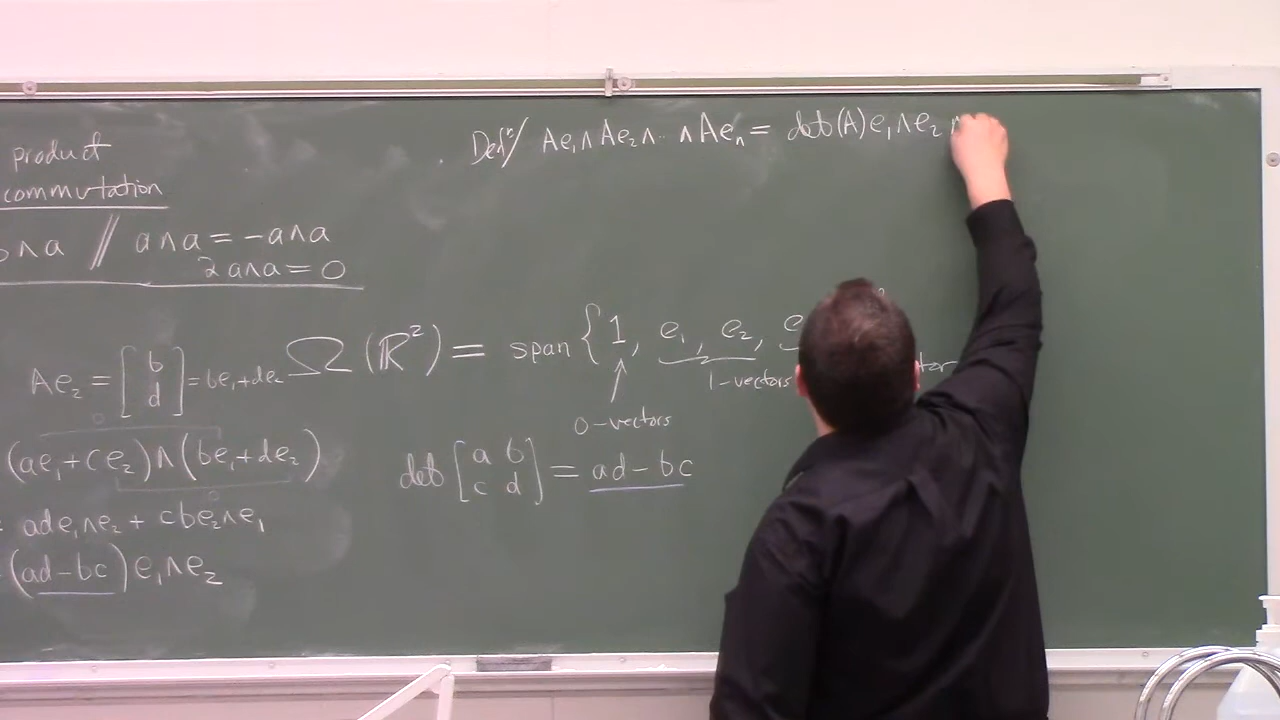 product
commutation
∧a // a∧a = -a∧a
2a∧a = 0
Ae₂ = [b d] = be₁+de₂
(ae₁+ce₂)∧(be₁+de₂)
= ade₁∧e₂ + cbe₂∧e₁
(ad-bc)e₁∧e₂
Defⁿ/ Ae₁∧Ae₂∧··∧Aeₙ = det(A)e₁∧e₂ ∧
Ω(ℝ²) = span{1, e₁, e₂, e
1-vectors
0-vectors
det[a b c d] = ad-bc